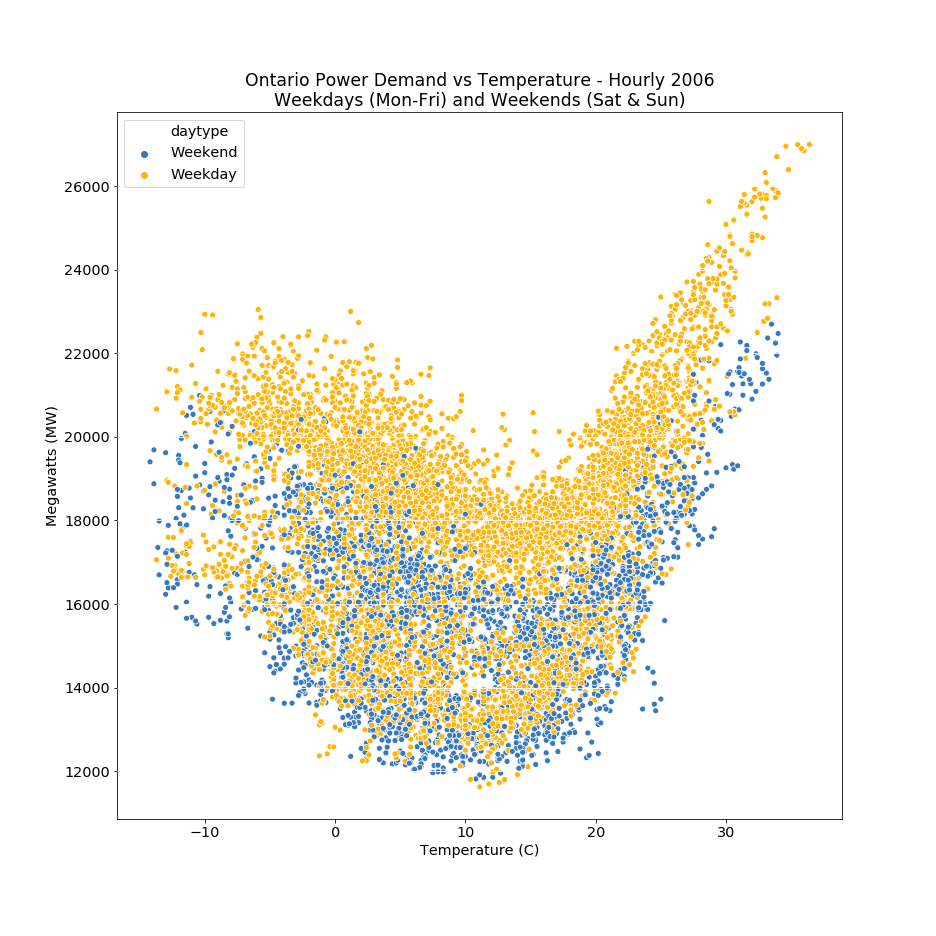 Ontario Power Demand vs Temperature - Hourly 2006
Weekdays (Mon-Fri) and Weekends (Sat & Sun)
daytype
Weekend
Weekday
26000
24000
22000
20000
18000
16000
14000
12000
Megawatts (MW)
−10
0
10
20
30
Temperature (C)